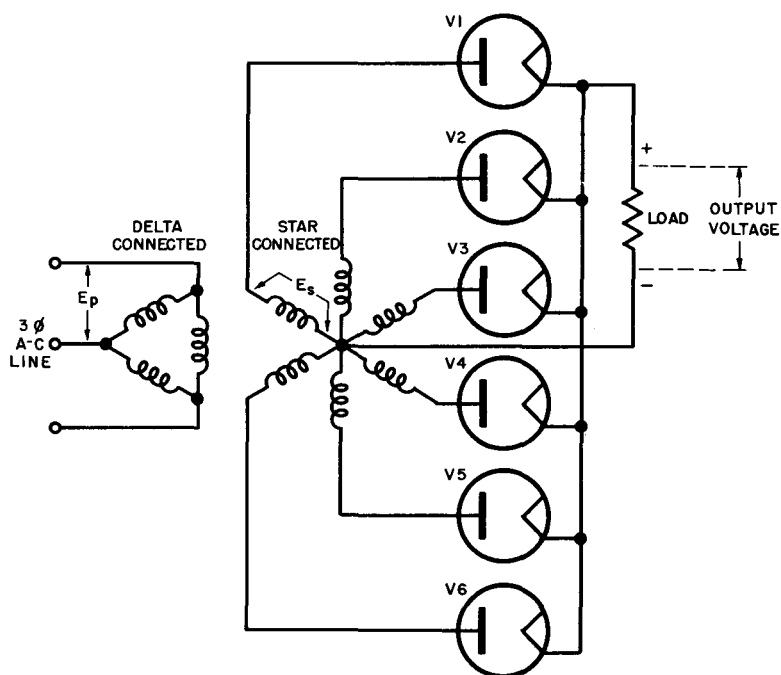 V1
V2
V3
V4
V5
V6
DELTA
CONNECTED
STAR
CONNECTED
Ep
Es
3 ø
A-C
LINE
+
LOAD
−
OUTPUT
VOLTAGE